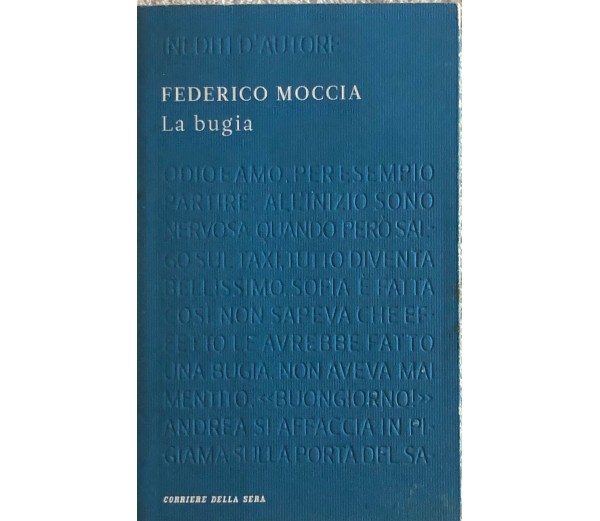 INEDITI D'AUTORE
FEDERICO MOCCIA
La bugia
ODIO E AMO. PER ESEMPIO
PARTIRE. ALL'INIZIO SONO
NERVOSA, QUANDO PERÒ SAL-
GO SUL TAXI, TUTTO DIVENTA
BELLISSIMO. SOFIA È FATTA
COSÌ. NON SAPEVA CHE EF-
FETTO LE AVREBBE FATTO
UNA BUGIA. NON AVEVA MAI
MENTITO. «BUONGIORNO!»
ANDREA SI AFFACCIA IN PI-
GIAMA SULLA PORTA DEL SA-
CORRIERE DELLA SERA